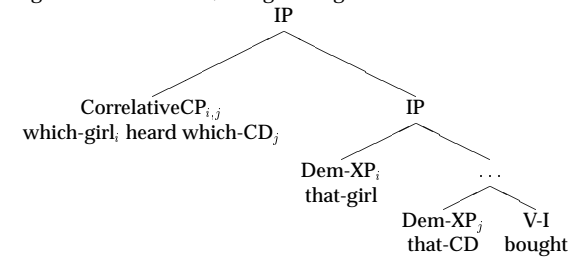 IP
CorrelativeCP_{i,j} IP
which-girl_i heard which-CD_j
Dem-XP_i . . .
that-girl
Dem-XP_j V-I
that-CD bought